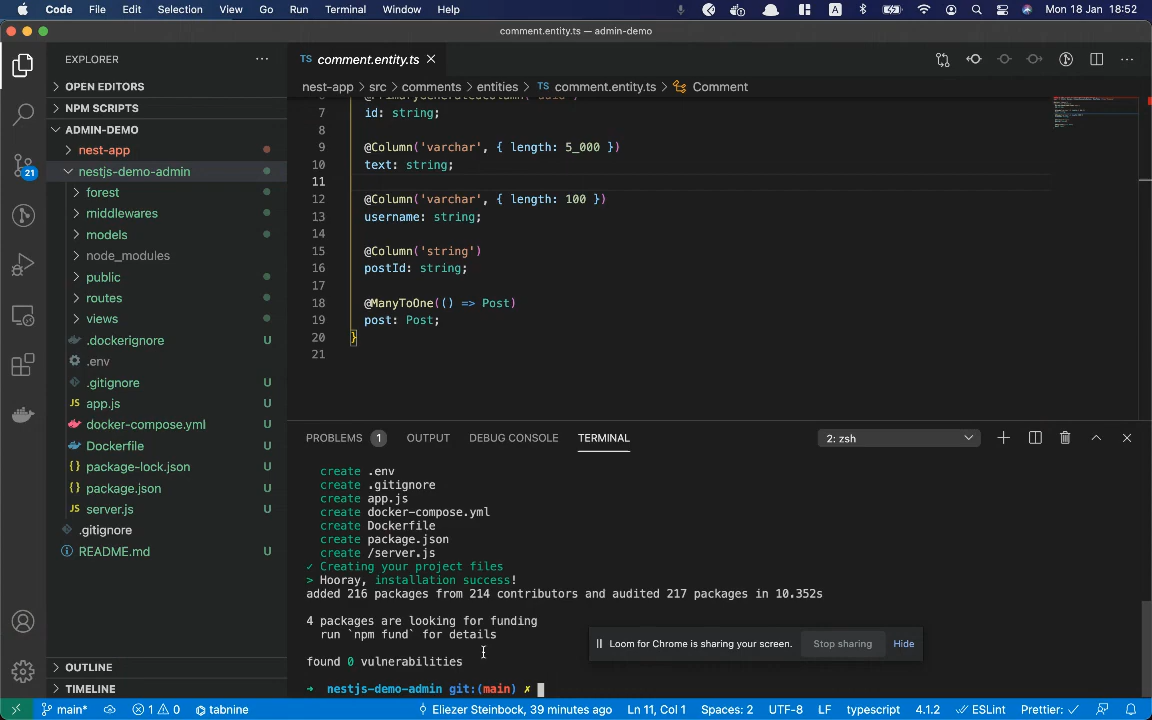 Code File Edit Selection View Go Run Terminal Window Help A Mon 18 Jan 18:52
comment.entity.ts — admin-demo
EXPLORER
OPEN EDITORS
NPM SCRIPTS
ADMIN-DEMO
nest-app
nestjs-demo-admin
forest
middlewares
models
node_modules
public
routes
views
.dockerignore U
.env
.gitignore U
JS app.js U
docker-compose.yml U
Dockerfile U
{} package-lock.json U
{} package.json U
JS server.js U
.gitignore
README.md U
OUTLINE
TIMELINE
21
TS comment.entity.ts
nest-app > src > comments > entities > TS comment.entity.ts > Comment
7 id: string;
8
9 @Column('varchar', { length: 5_000 })
10 text: string;
11
12 @Column('varchar', { length: 100 })
13 username: string;
14
15 @Column('string')
16 postId: string;
17
18 @ManyToOne(() => Post)
19 post: Post;
20 }
21
PROBLEMS 1 OUTPUT DEBUG CONSOLE TERMINAL 2: zsh
create .env
create .gitignore
create app.js
create docker-compose.yml
create Dockerfile
create package.json
create /server.js
✓ Creating your project files
> Hooray, installation success!
added 216 packages from 214 contributors and audited 217 packages in 10.352s
4 packages are looking for funding
run `npm fund` for details
found 0 vulnerabilities
➜ nestjs-demo-admin git:(main) ✗
Loom for Chrome is sharing your screen. Stop sharing Hide
main* 1 0 tabnine Eliezer Steinbock, 39 minutes ago Ln 11, Col 1 Spaces: 2 UTF-8 LF typescript 4.1.2 ESLint Prettier: ✓